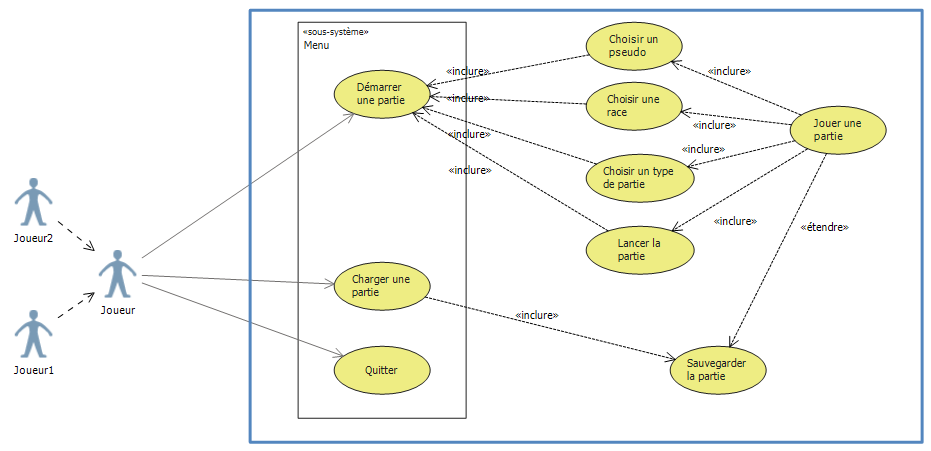 «sous-système»
Menu
Démarrer
une partie
Choisir un
pseudo
«inclure»
«inclure»
«inclure»
«inclure»
Choisir une
race
Choisir un type
de partie
Lancer la
partie
«inclure»
«inclure»
«inclure»
«inclure»
Jouer une
partie
«étendre»
Joueur2
Joueur
Joueur1
Charger une
partie
«inclure»
Quitter
Sauvegarder
la partie